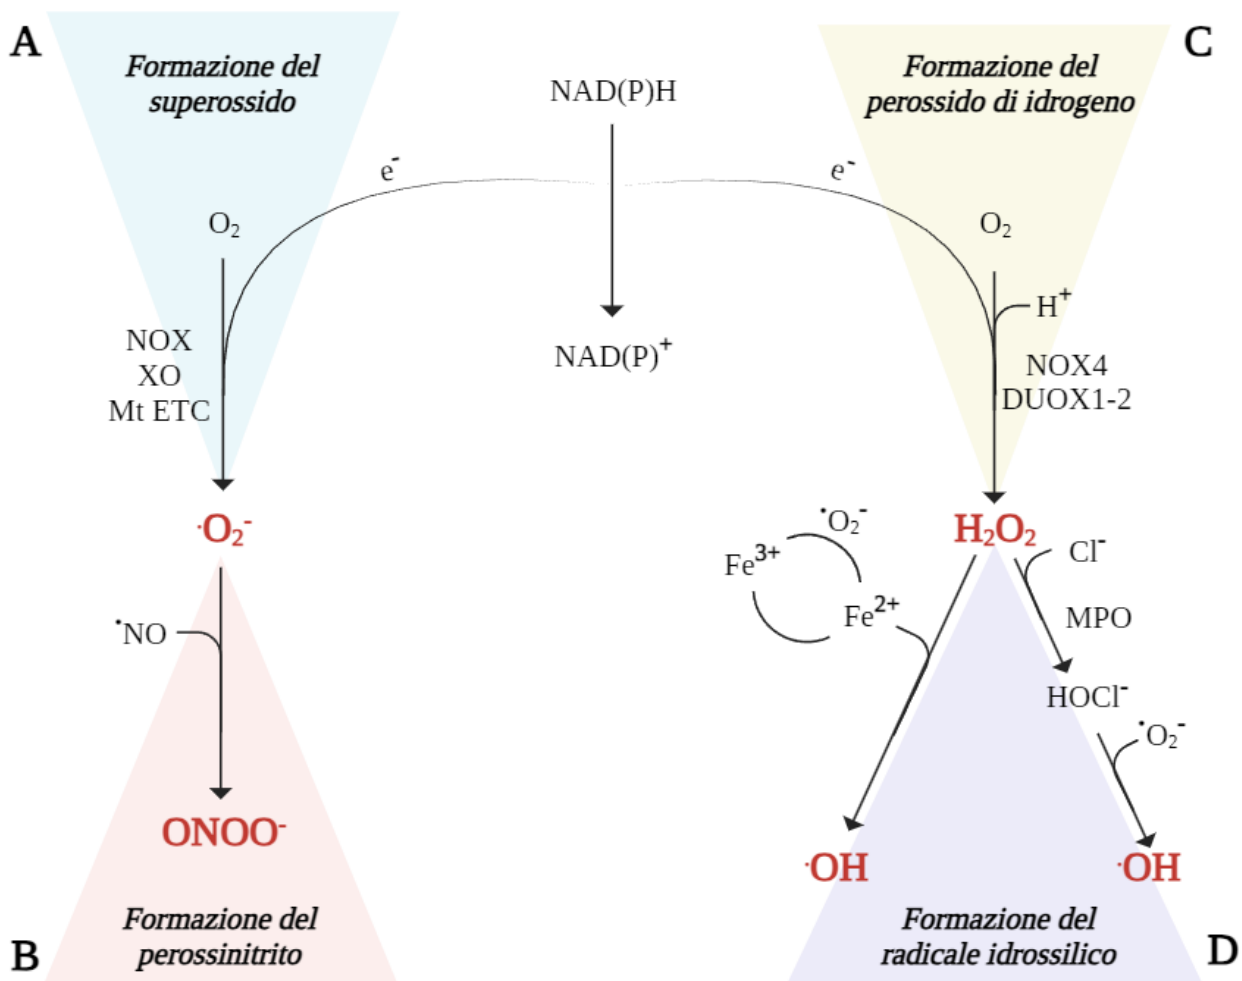 A
Formazione del
superossido
NAD(P)H
Formazione del
perossido di idrogeno
C
e⁻
e⁻
O₂
O₂
H⁺
NOX
XO
Mt ETC
NAD(P)⁺
NOX4
DUOX1-2
·O₂⁻
·O₂⁻
H₂O₂
Cl⁻
Fe³⁺
Fe²⁺
·NO
MPO
HOCl⁻
·O₂⁻
ONOO⁻
·OH
·OH
Formazione del
perossinitrito
B
Formazione del
radicale idrossilico
D